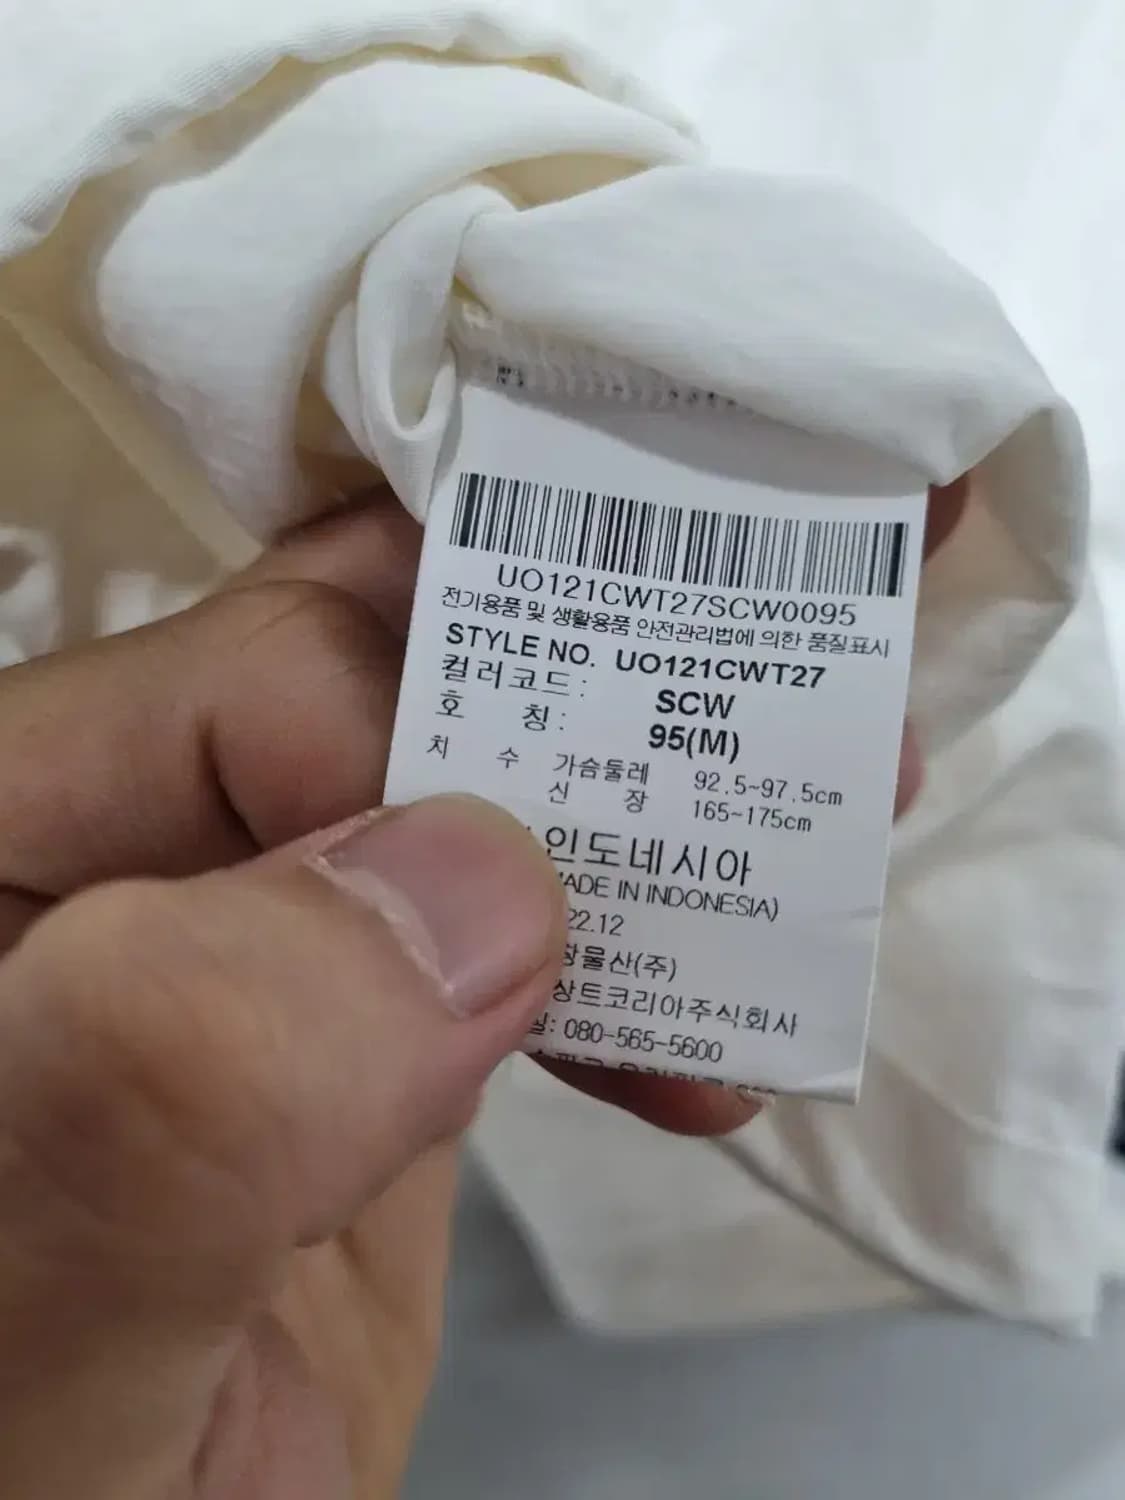 UO121CWT27SCW0095
전기용품 및 생활용품 안전관리법에 의한 품질표시
STYLE NO. UO121CWT27
컬러코드: SCW
호 칭: 95(M)
치 수 가슴둘레 92.5~97.5cm
신 장 165~175cm
인도네시아
MADE IN INDONESIA)
22.12
물산(주)
상트코리아주식회사
080-565-5600